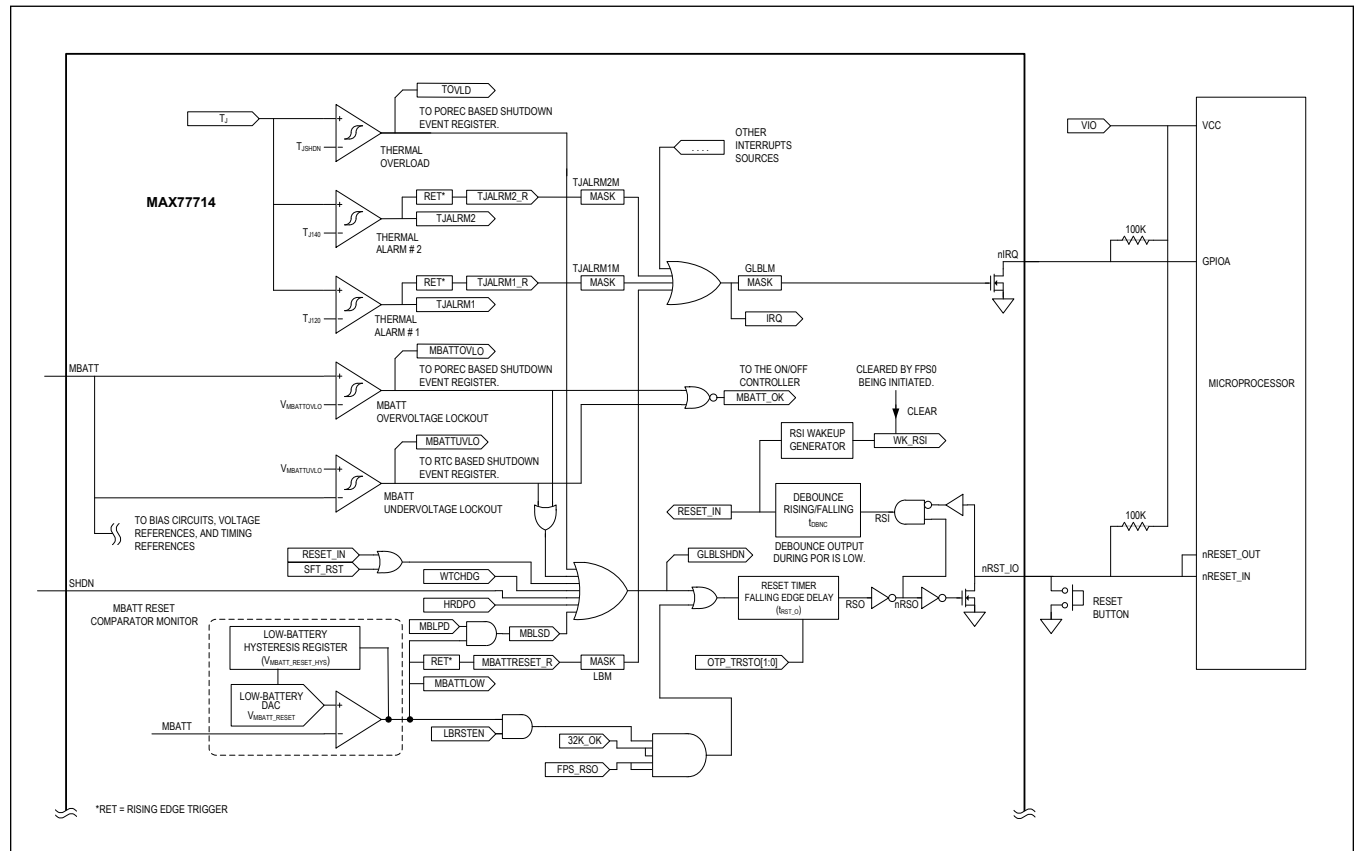 TOVLD
TO POREC BASED SHUTDOWN
EVENT REGISTER.
TJ
+
TJSHDN
−
THERMAL
OVERLOAD
OTHER
INTERRUPTS
SOURCES
. . . .
VIO
VCC
MAX77714
+
RET*
TJALRM2_R
TJALRM2M
MASK
TJALRM2
TJ140
−
THERMAL
ALARM # 2
100K
nIRQ
GPIOA
+
RET*
TJALRM1_R
TJALRM1M
MASK
TJALRM1
TJ120
−
THERMAL
ALARM # 1
GLBLM
MASK
IRQ
MBATT
MBATTOVLO
TO POREC BASED SHUTDOWN
EVENT REGISTER.
+
VMBATTOVLO
−
MBATT
OVERVOLTAGE LOCKOUT
TO THE ON/OFF
CONTROLLER
MBATT_OK
CLEARED BY FPS0
BEING INITIATED.
CLEAR
MICROPROCESSOR
MBATTUVLO
TO RTC BASED SHUTDOWN
EVENT REGISTER.
VMBATTUVLO
+
−
MBATT
UNDERVOLTAGE LOCKOUT
RSI WAKEUP
GENERATOR
WK_RSI
RESET_IN
DEBOUNCE
RISING/FALLING
tDBNC
RSI
DEBOUNCE OUTPUT
DURING POR IS LOW.
100K
TO BIAS CIRCUITS, VOLTAGE
REFERENCES, AND TIMING
REFERENCES
RESET_IN
SFT_RST
WTCHDG
SHDN
HRDPO
GLBLSHDN
RESET TIMER
FALLING EDGE DELAY
(tRST_O)
RSO
nRSO
nRST_IO
nRESET_OUT
nRESET_IN
RESET
BUTTON
MBATT RESET
COMPARATOR MONITOR
MBLPD
MBLSD
LOW-BATTERY
HYSTERESIS REGISTER
(VMBATT_RESET_HYS)
RET*
MBATTRESET_R
MASK
LBM
OTP_TRSTO[1:0]
MBATTLOW
LOW-BATTERY
DAC
VMBATT_RESET
+
MBATT
−
LBRSTEN
32K_OK
FPS_RSO
*RET = RISING EDGE TRIGGER